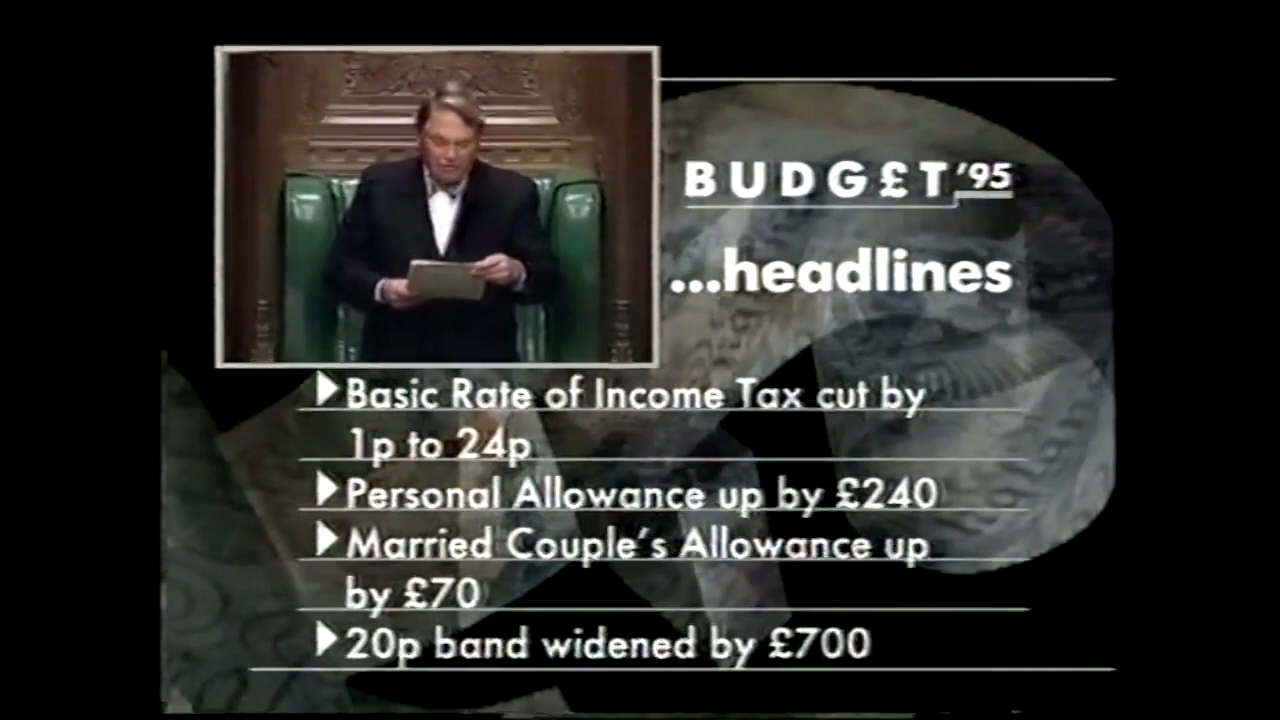 BUDG£T '95
...headlines
Basic Rate of Income Tax cut by
1p to 24p
Personal Allowance up by £240
Married Couple's Allowance up
by £70
20p band widened by £700